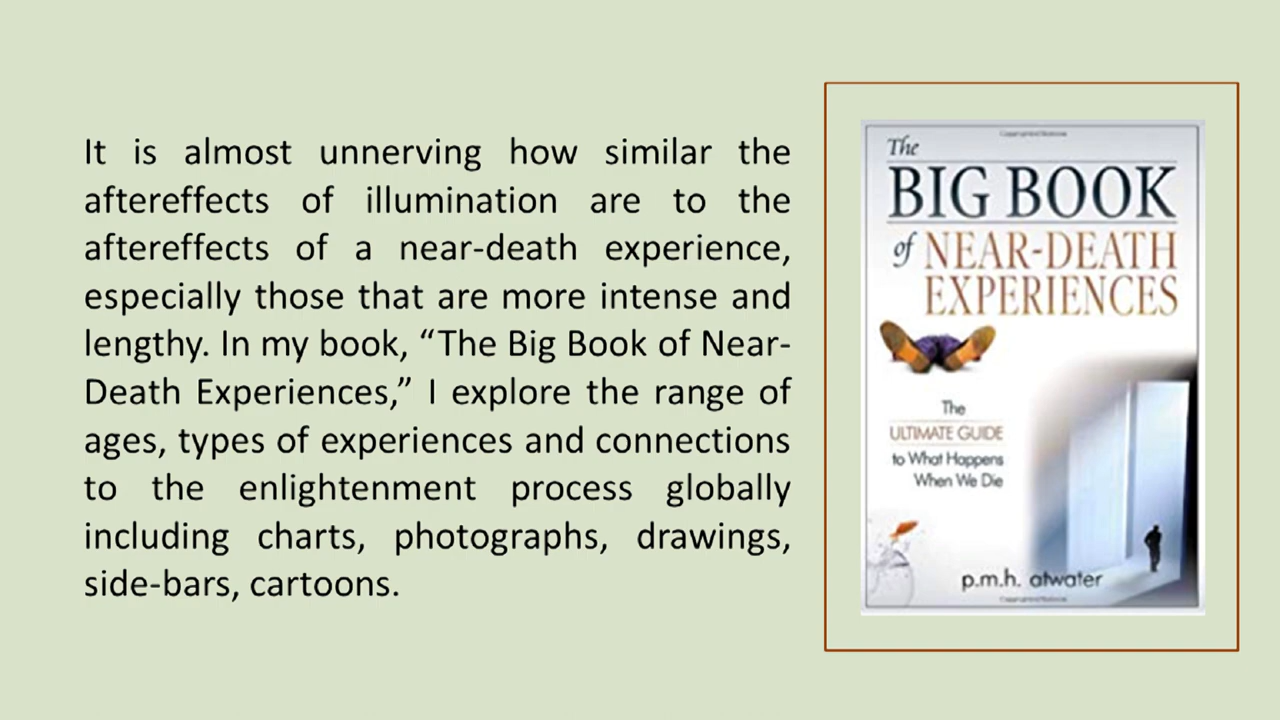 It is almost unnerving how similar the
aftereffects of illumination are to the
aftereffects of a near-death experience,
especially those that are more intense and
lengthy. In my book, “The Big Book of Near-
Death Experiences,” I explore the range of
ages, types of experiences and connections
to the enlightenment process globally
including charts, photographs, drawings,
side-bars, cartoons.
The
BIG BOOK
of NEAR-DEATH
EXPERIENCES
The
ULTIMATE GUIDE
to What Happens
When We Die
p.m.h. atwater